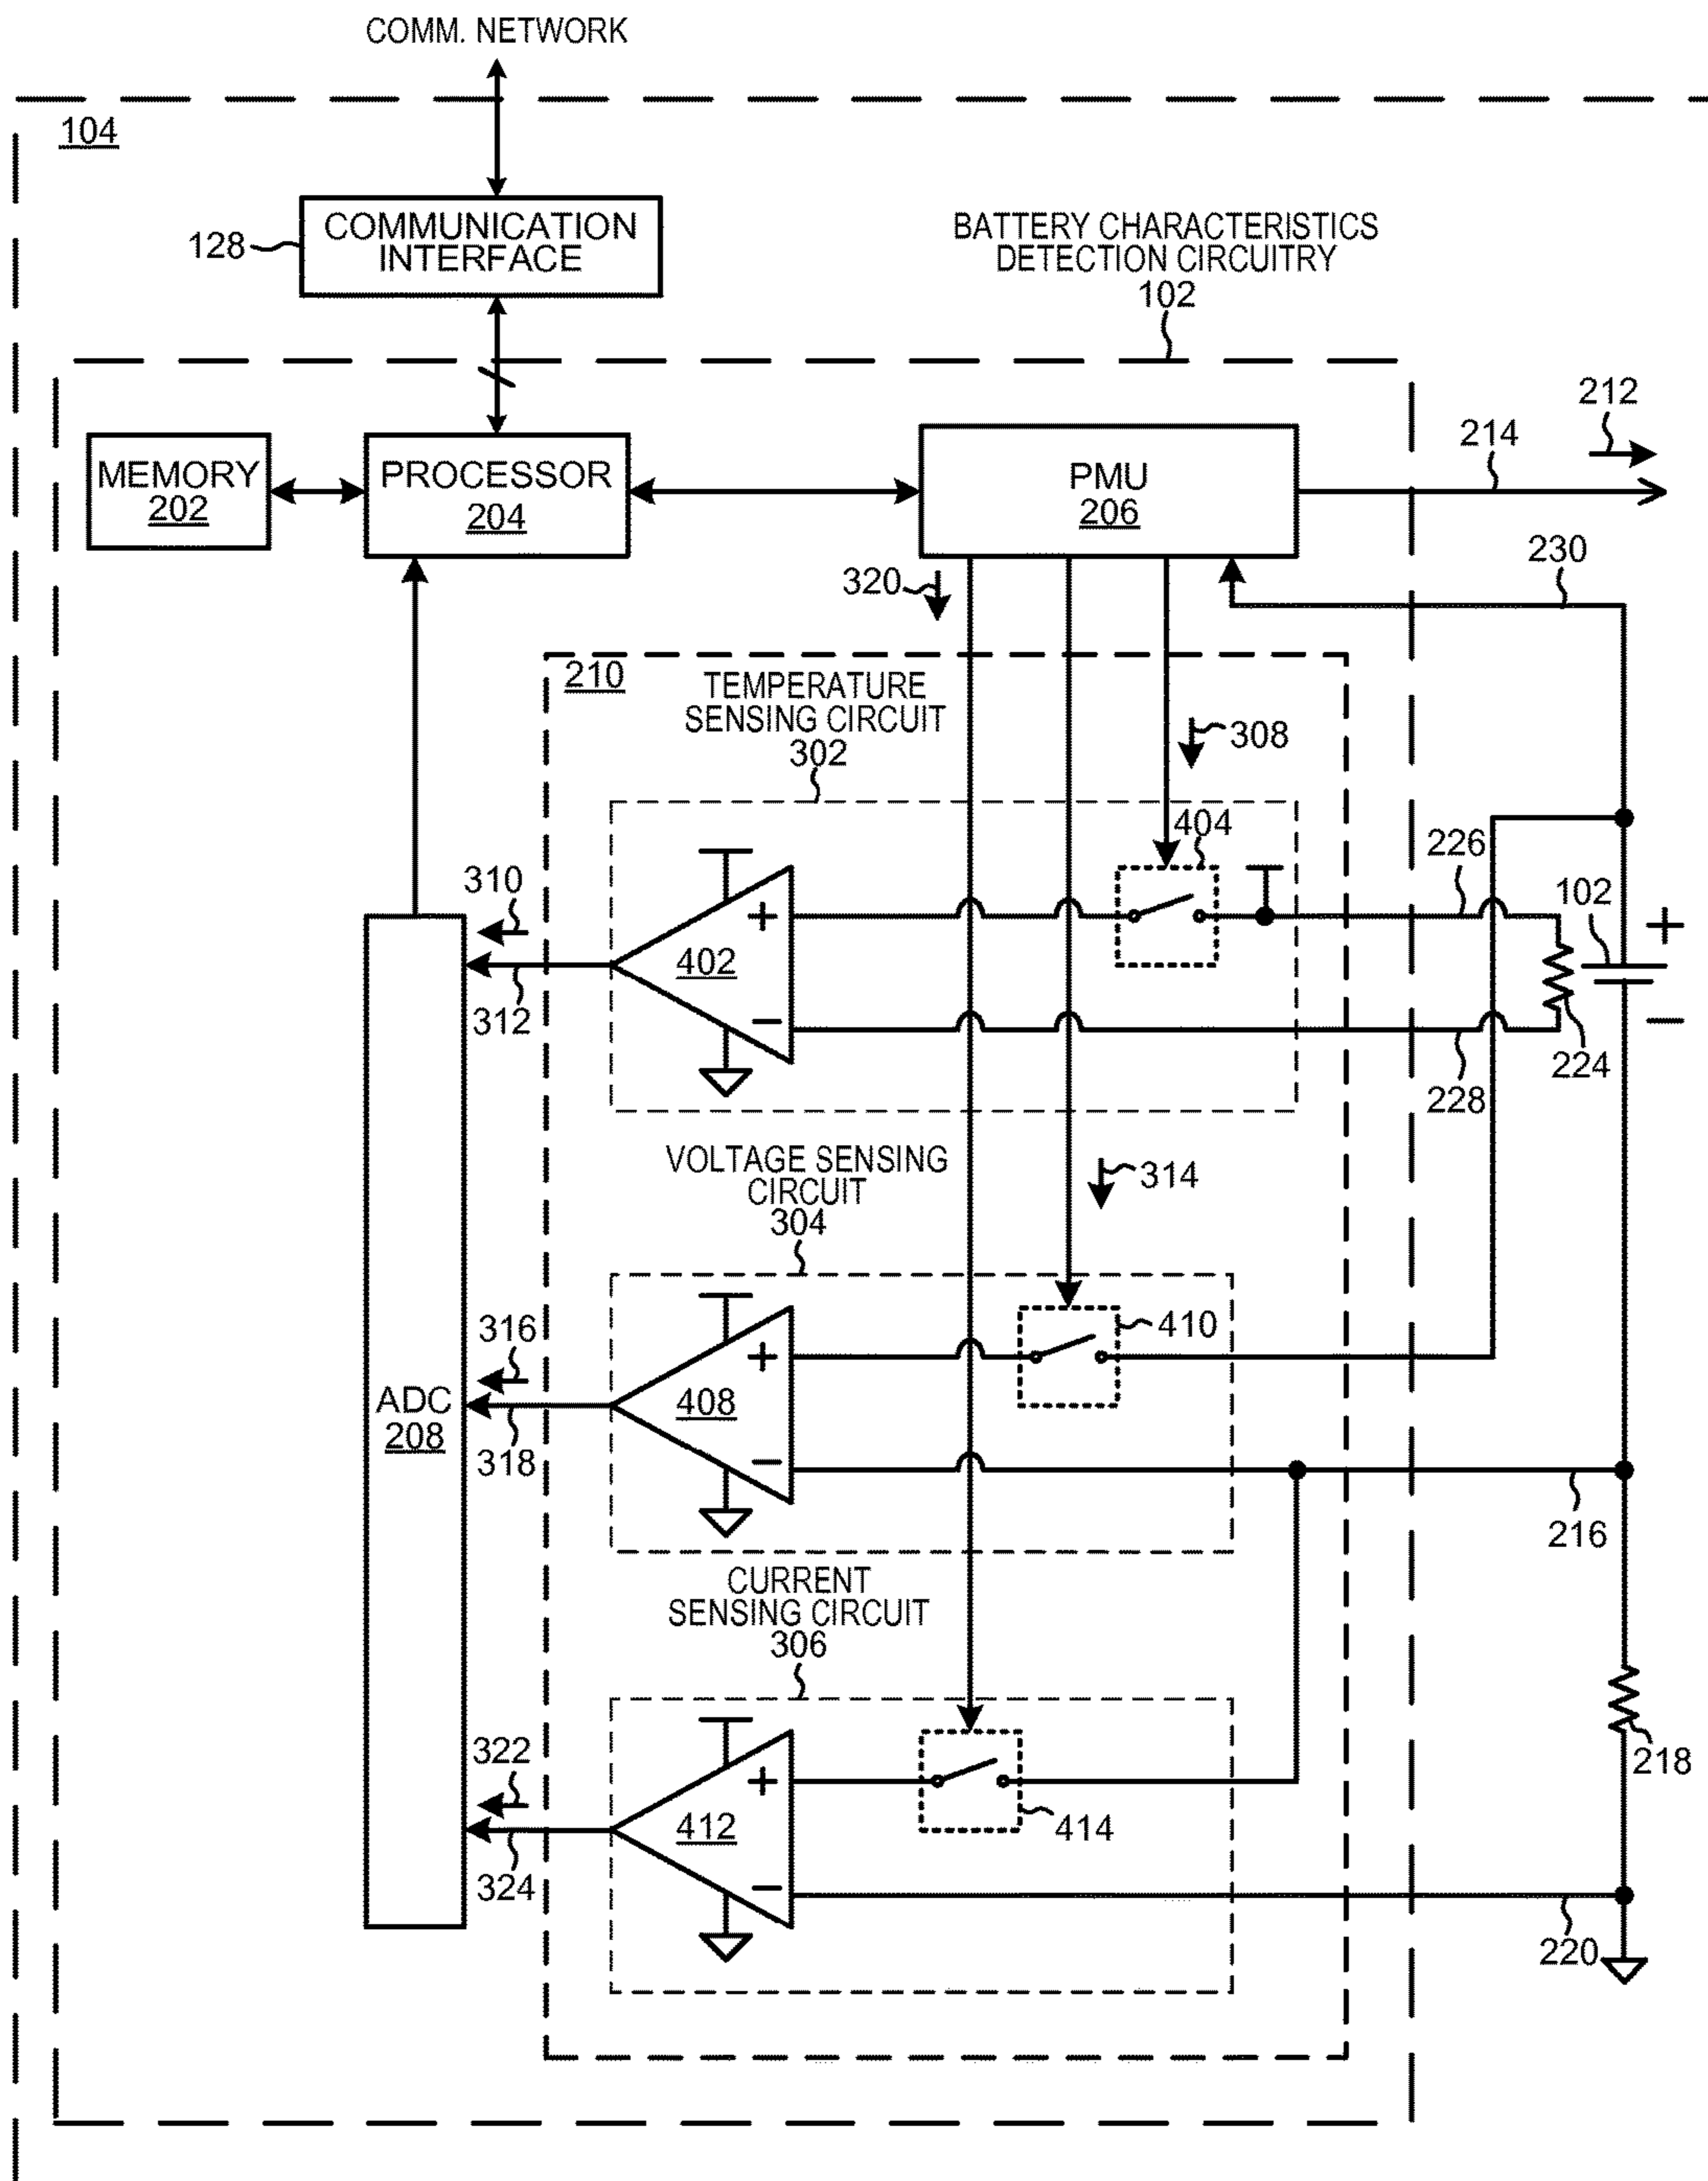 COMM. NETWORK
104
COMMUNICATION
INTERFACE
128
BATTERY CHARACTERISTICS
DETECTION CIRCUITRY
102
212
214
MEMORY
202
PROCESSOR
204
PMU
206
230
320
210
TEMPERATURE
SENSING CIRCUIT
302
308
404
226
102
+
310
+
402
312
−
−
224
228
VOLTAGE SENSING
CIRCUIT
304
314
316
+
410
ADC
208
408
318
−
216
CURRENT
SENSING CIRCUIT
306
218
322
+
412
414
324
−
220